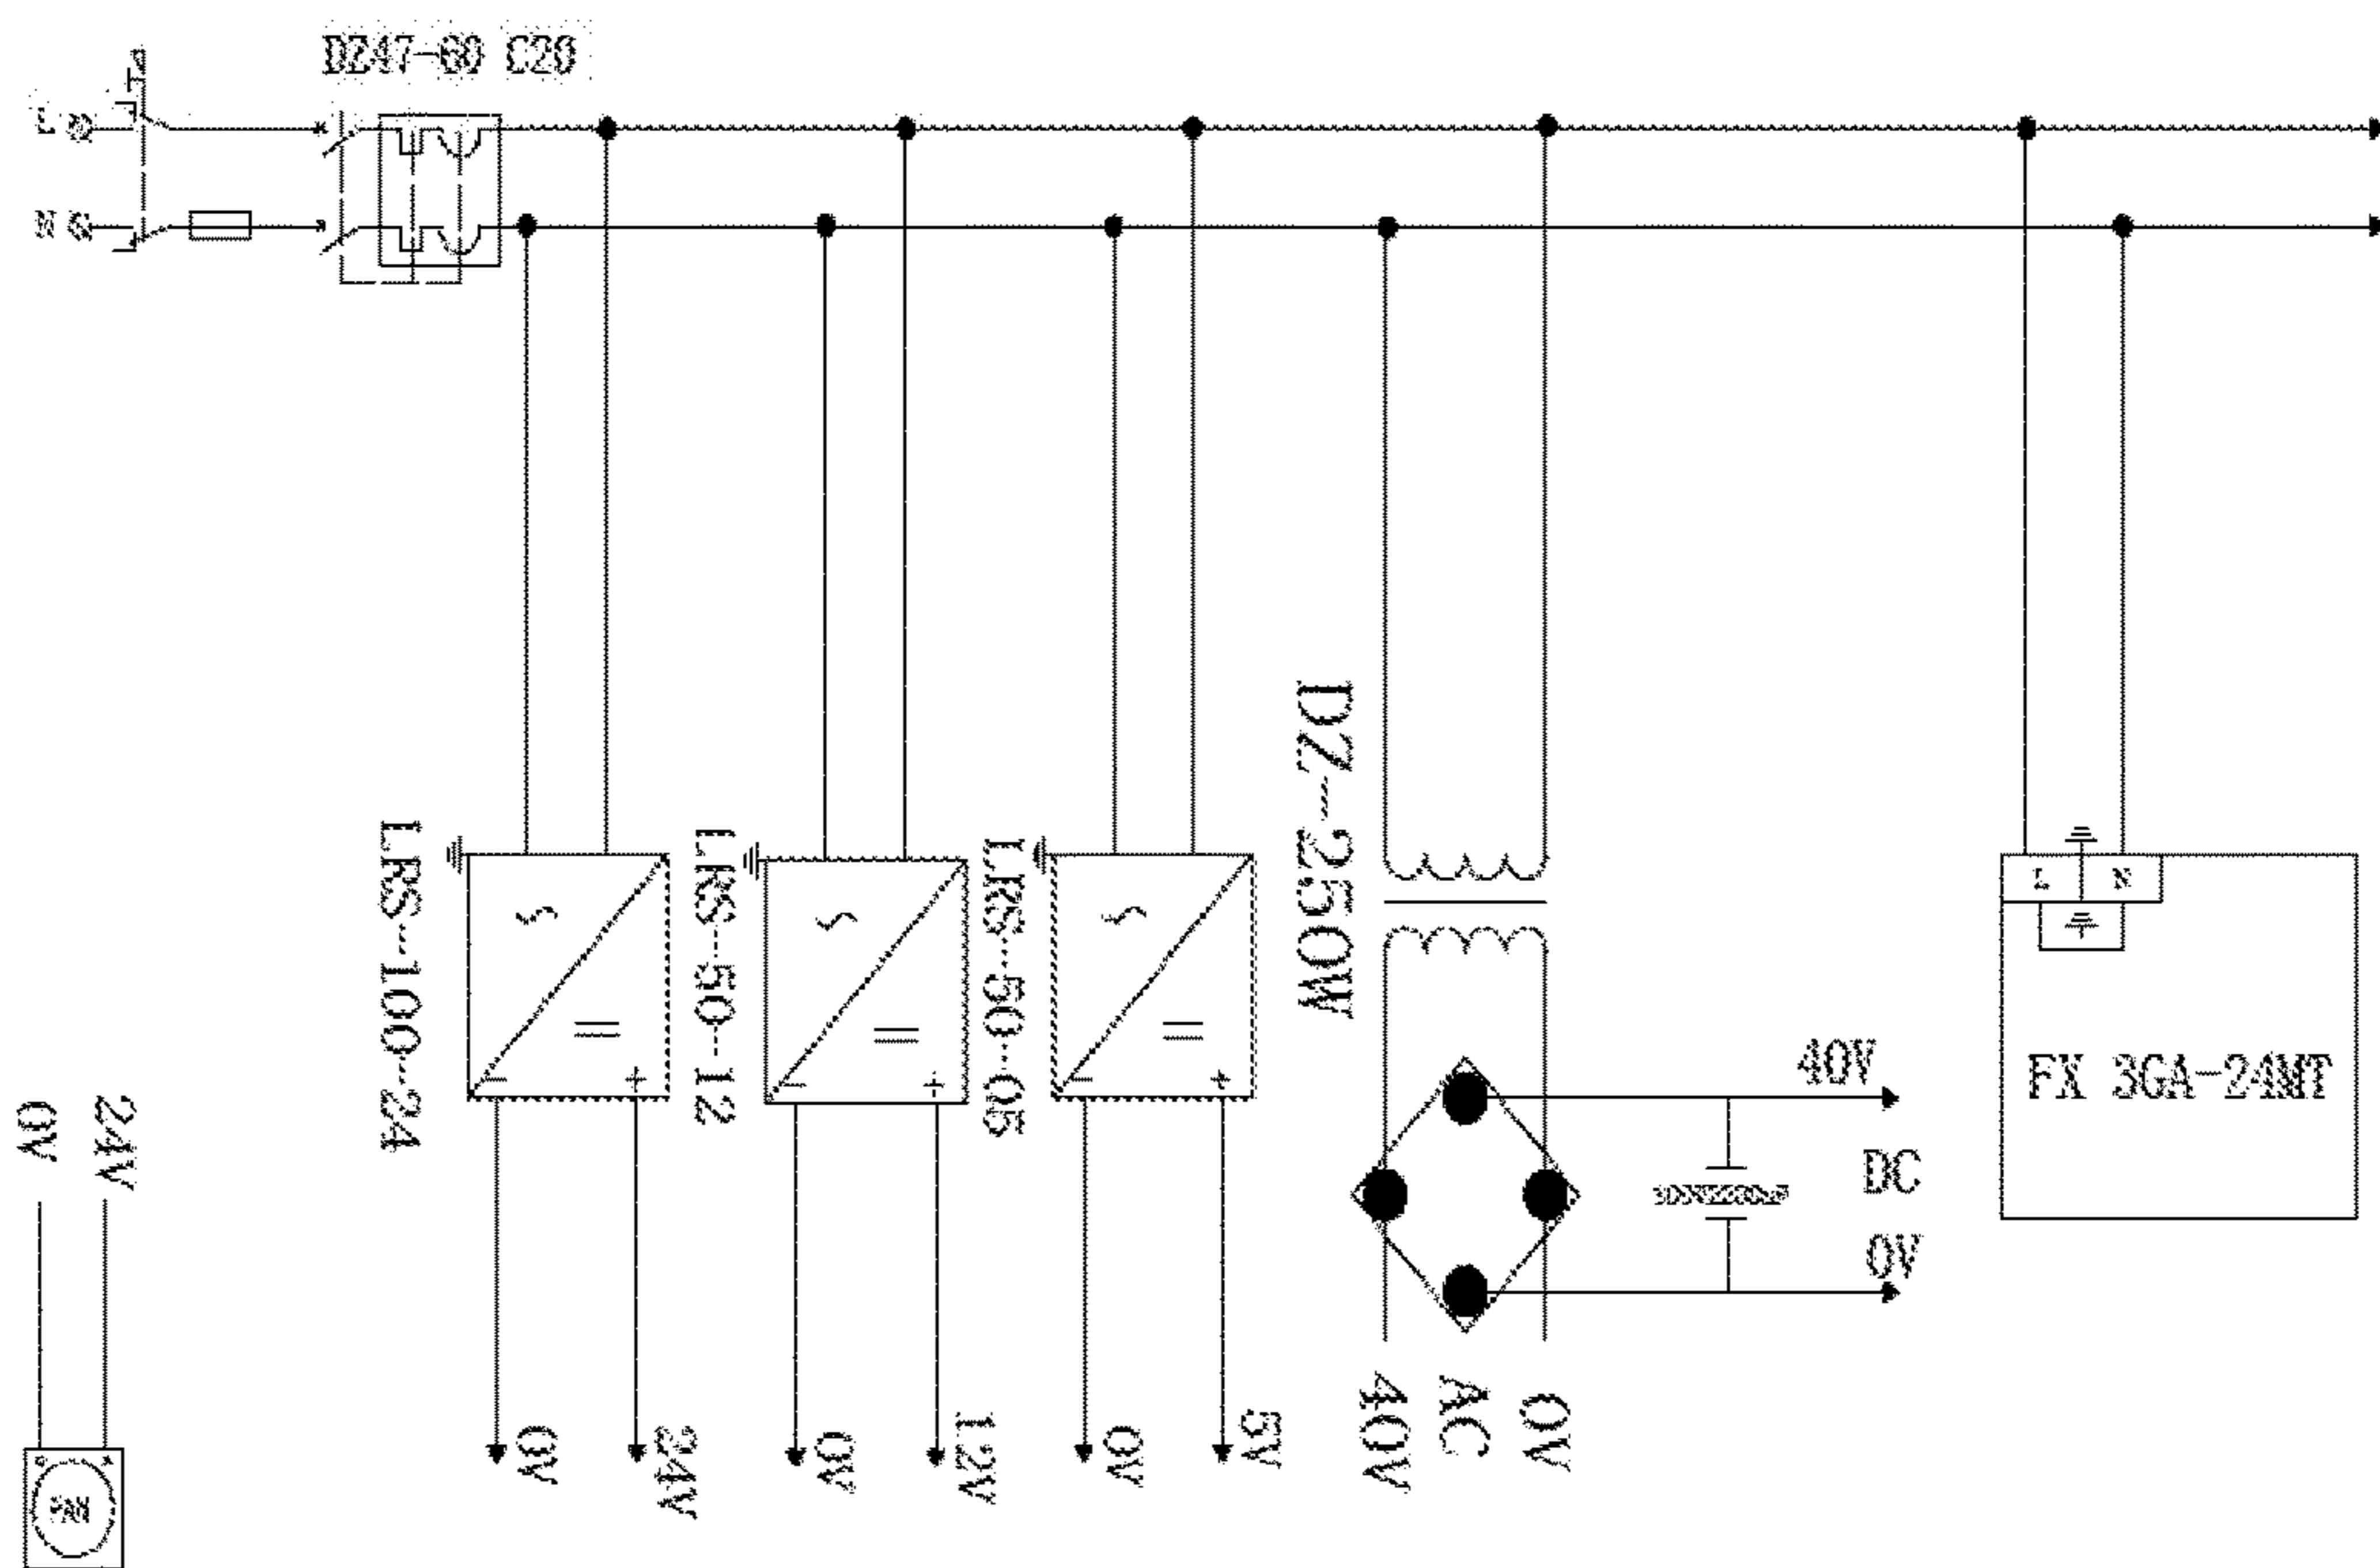 DZ47-60 C20
L
N
LRS--100--24
LRS--50--12
LRS--50--05
DZ--250W
L
N
FX 3GA-24MT
40V
DC
0V
0V
24V
0V
24V
0V
12V
0V
5V
40V
AC
0V